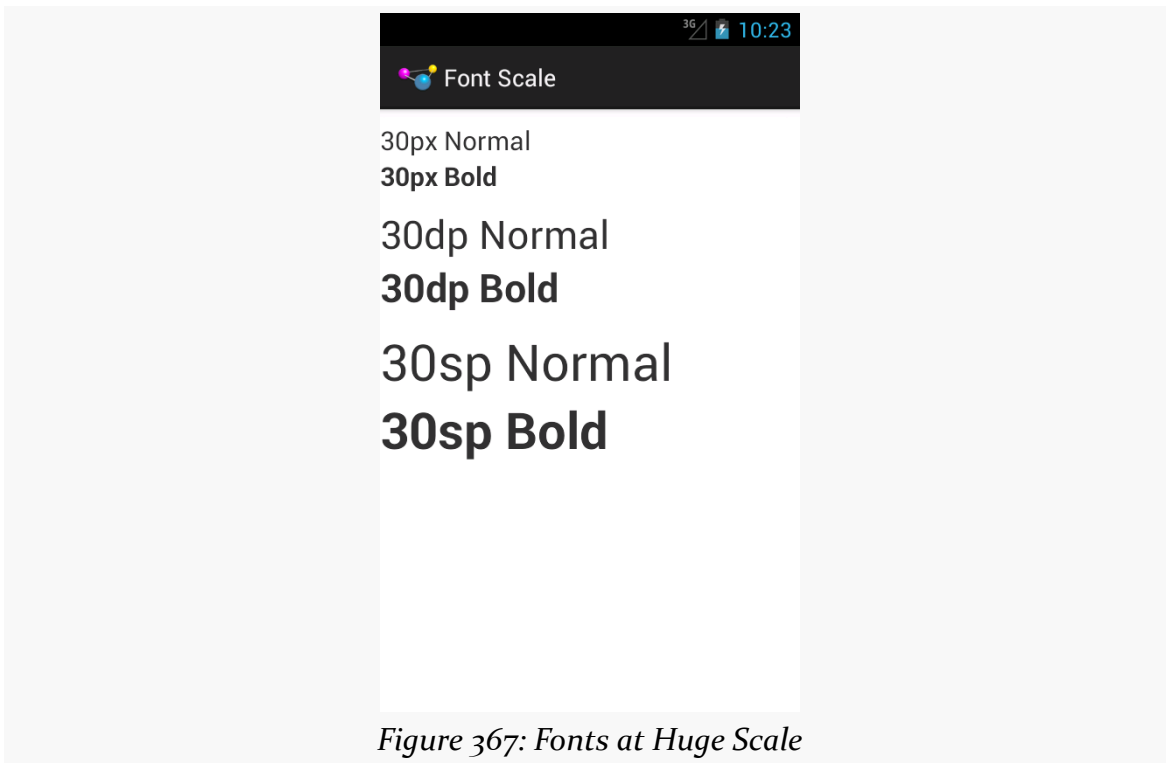 3G 10:23
Font Scale
30px Normal
30px Bold
30dp Normal
30dp Bold
30sp Normal
30sp Bold
Figure 367: Fonts at Huge Scale